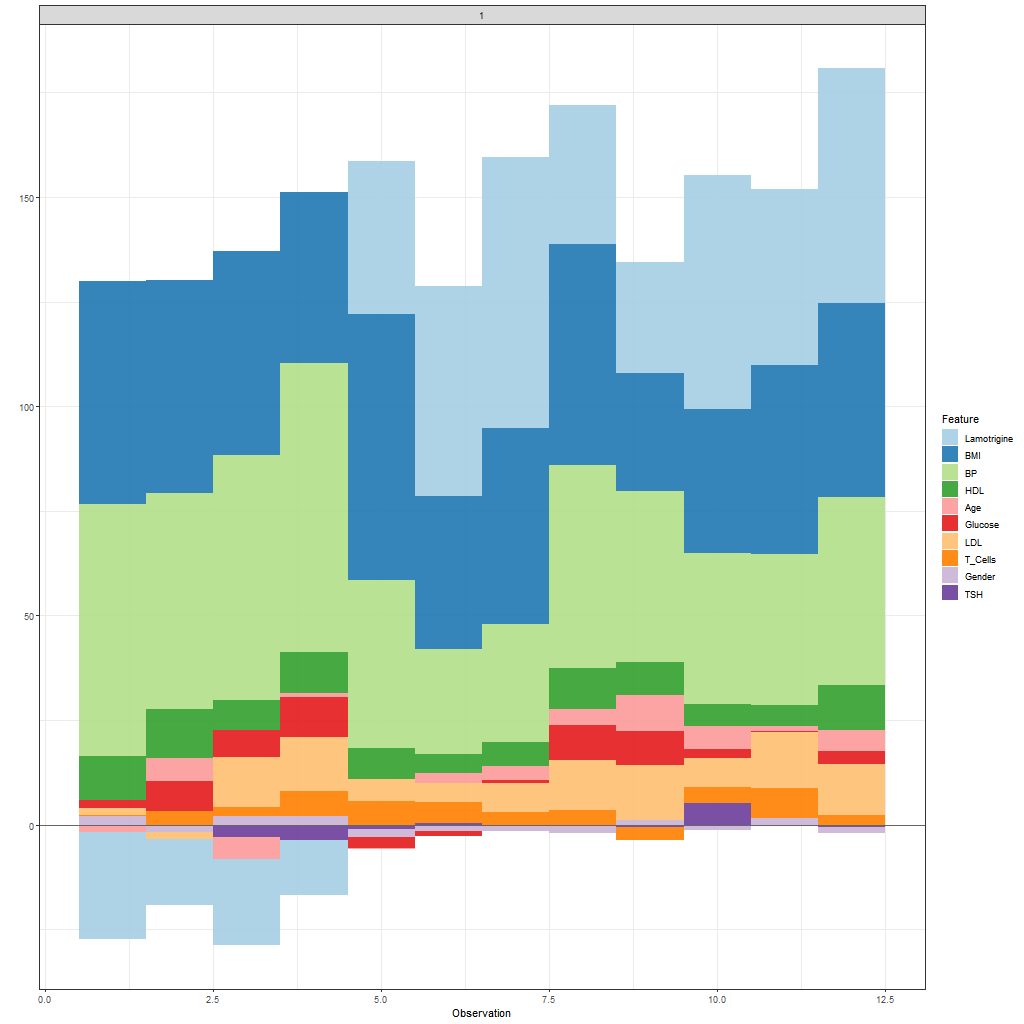 1
150
100
50
0
0.0 2.5 5.0 7.5 10.0 12.5
Observation
Feature
Lamotrigine
BMI
BP
HDL
Age
Glucose
LDL
T_Cells
Gender
TSH